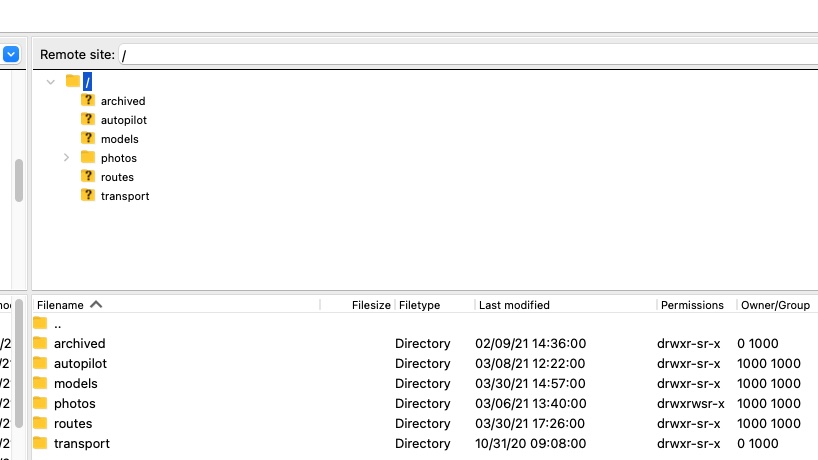 Remote site: /
/
? archived
? autopilot
? models
photos
? routes
? transport
Filename Filesize Filetype Last modified Permissions Owner/Group
..
archived Directory 02/09/21 14:36:00 drwxr-sr-x 0 1000
autopilot Directory 03/08/21 12:22:00 drwxr-sr-x 1000 1000
models Directory 03/30/21 14:57:00 drwxr-sr-x 1000 1000
photos Directory 03/06/21 13:40:00 drwxrwsr-x 1000 1000
routes Directory 03/30/21 17:26:00 drwxr-sr-x 1000 1000
transport Directory 10/31/20 09:08:00 drwxr-sr-x 0 1000